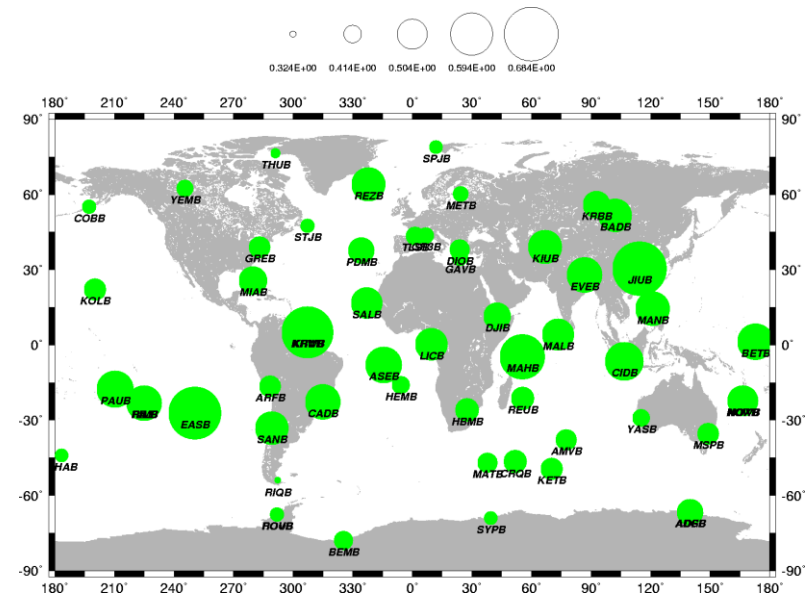 0.324E+00 0.414E+00 0.504E+00 0.594E+00 0.684E+00
180° 210° 240° 270° 300° 330° 0° 30° 60° 90° 120° 150° 180°
90° 90°
SPJB
THUB
60° YEMB REZB METB 60°
COBB KRBB
BADB
STJB
GREB PDMB DIOB KIUB
GAVB
30° MIAB EVEB JIUB 30°
KOLB SALB MANB
DJIB
0° LICB MALB BETB 0°
MAHB CIDB
ASEB
PAUB ARFB HEMB
CADB REUB
EASB HBMB
-30° SANB YASB -30°
MSPB
AMVB
HAB MATB CRQB KETB
RIQB
-60° -60°
SYPB
BEMB
-90° -90°
180° 210° 240° 270° 300° 330° 0° 30° 60° 90° 120° 150° 180°